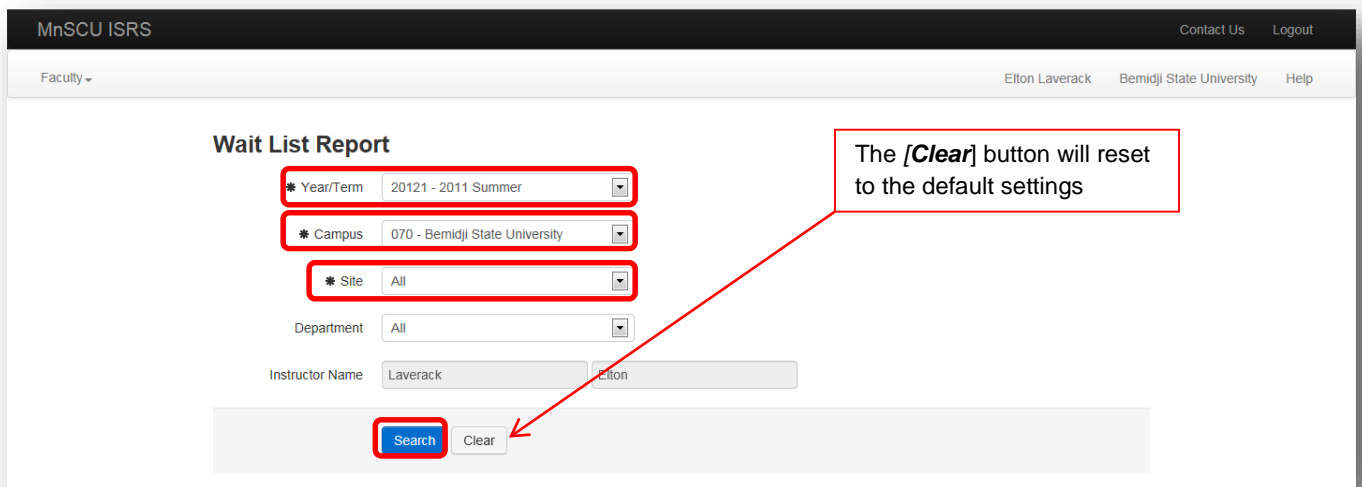 MnSCU ISRS Contact Us Logout
Faculty Elton Laverack Bemidji State University Help
Wait List Report
The [Clear] button will reset
to the default settings
✱ Year/Term 20121 - 2011 Summer
✱ Campus 070 - Bemidji State University
✱ Site All
Department All
Instructor Name Laverack Elton
Search Clear